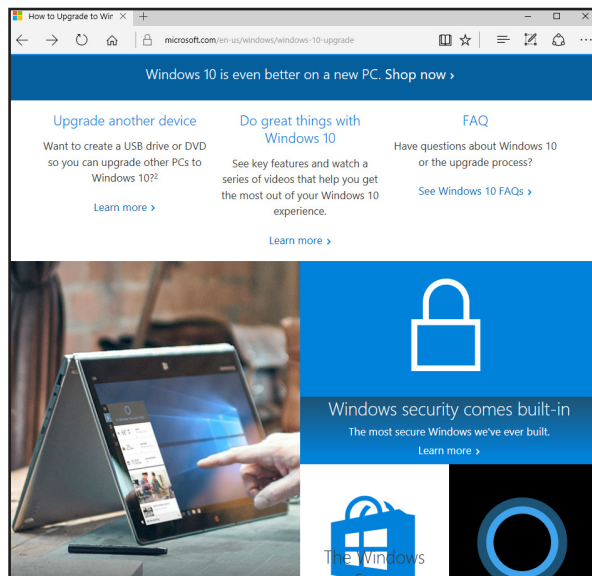 How to Upgrade to Wir
microsoft.com/en-us/windows/windows-10-upgrade
Windows 10 is even better on a new PC. Shop now ›
Upgrade another device
Want to create a USB drive or DVD
so you can upgrade other PCs to
Windows 10?²
Learn more ›
Do great things with
Windows 10
See key features and watch a
series of videos that help you get
the most out of your Windows 10
experience.
Learn more ›
FAQ
Have questions about Windows 10
or the upgrade process?
See Windows 10 FAQs ›
Windows security comes built-in
The most secure Windows we've ever built.
Learn more ›
The Windows